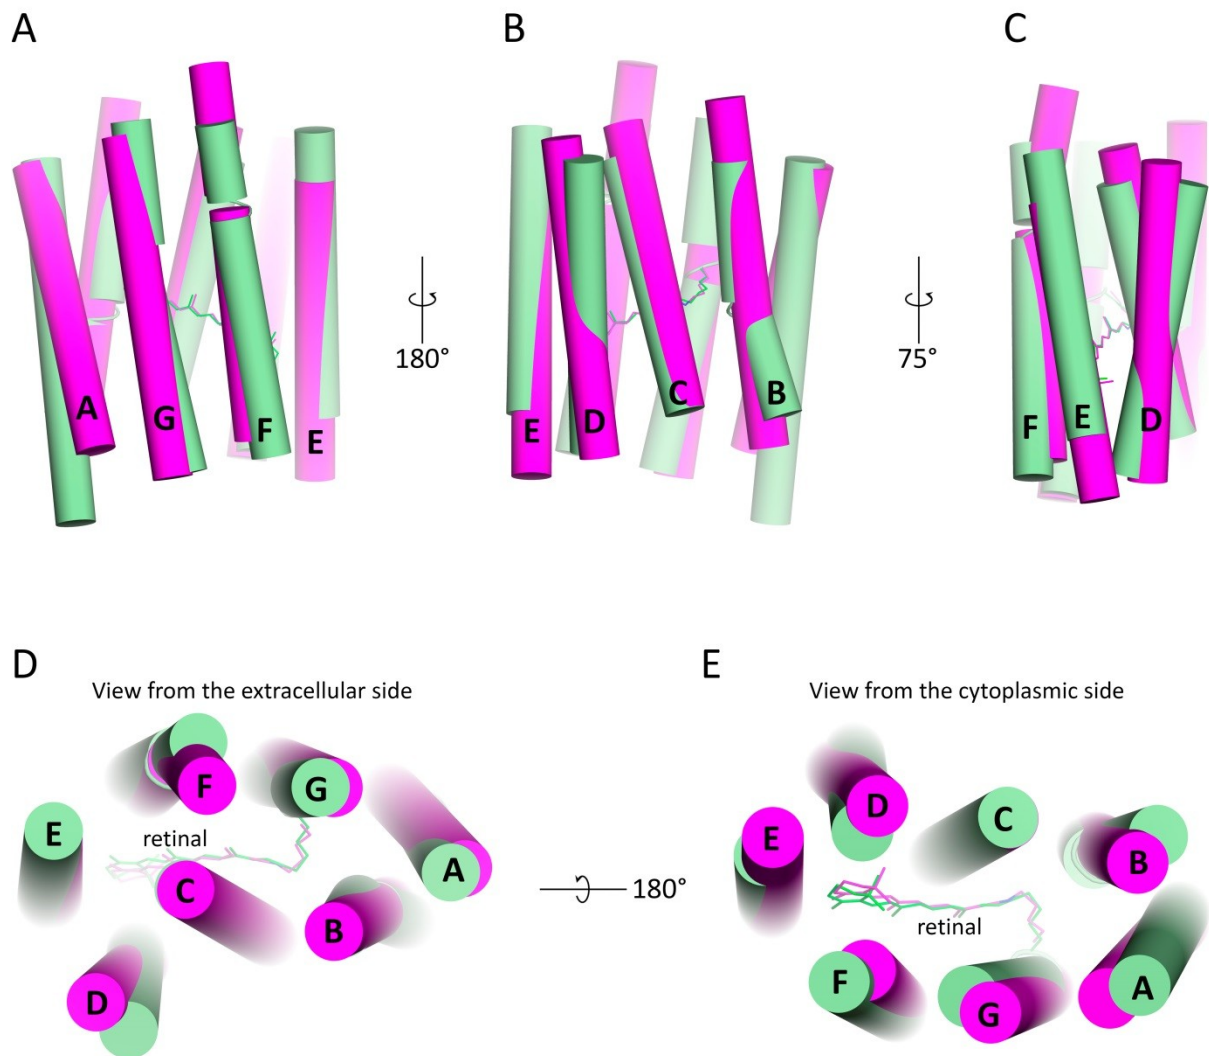 A
B
C
A
G
F
E
180°
E
D
C
B
75°
F
E
D
D
View from the extracellular side
F
G
E
retinal
A
C
B
D
180°
E
View from the cytoplasmic side
D
C
E
B
retinal
F
A
G